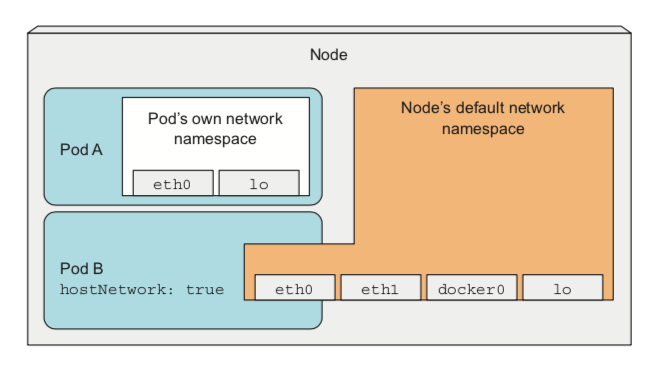 Node
Pod A
Pod's own network
namespace
eth0
lo
Node's default network
namespace
Pod B
hostNetwork: true
eth0
eth1
docker0
lo